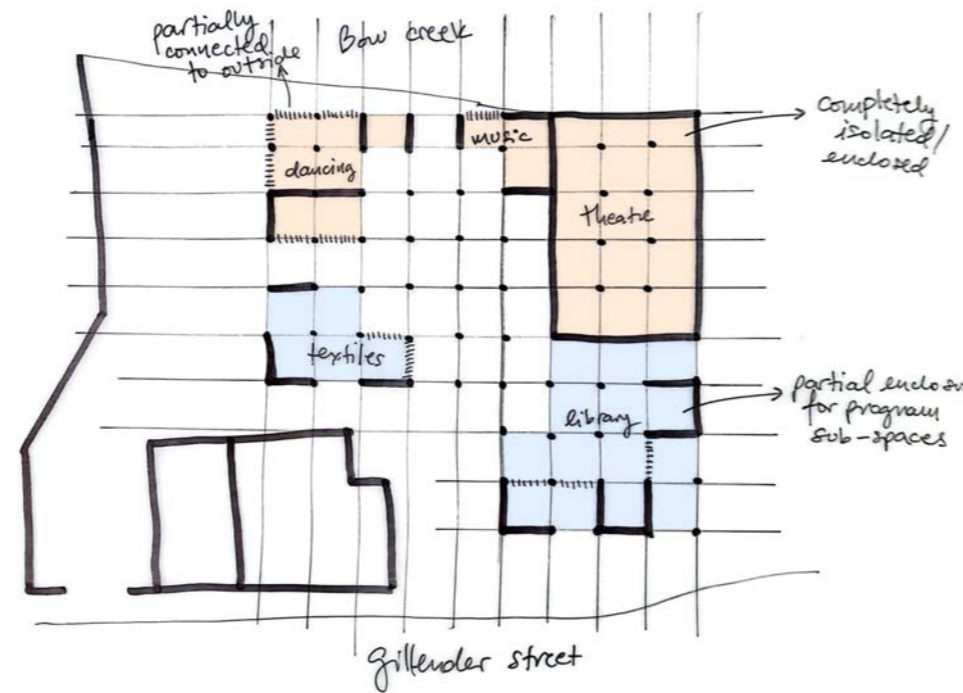 partially
connected
to outside
Bow creek
completely
isolated/
enclosed
music
dancing
theatre
textiles
library
partial enclosu
for program
sub-spaces
Gillender street